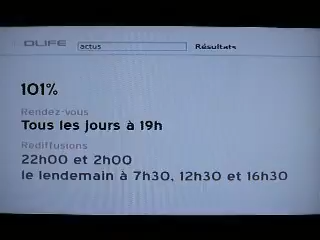 OLIFE actus Résultats
101%
Rendez-vous
Tous les jours à 19h
Rediffusions
22h00 et 2h00
le lendemain à 7h30, 12h30 et 16h30